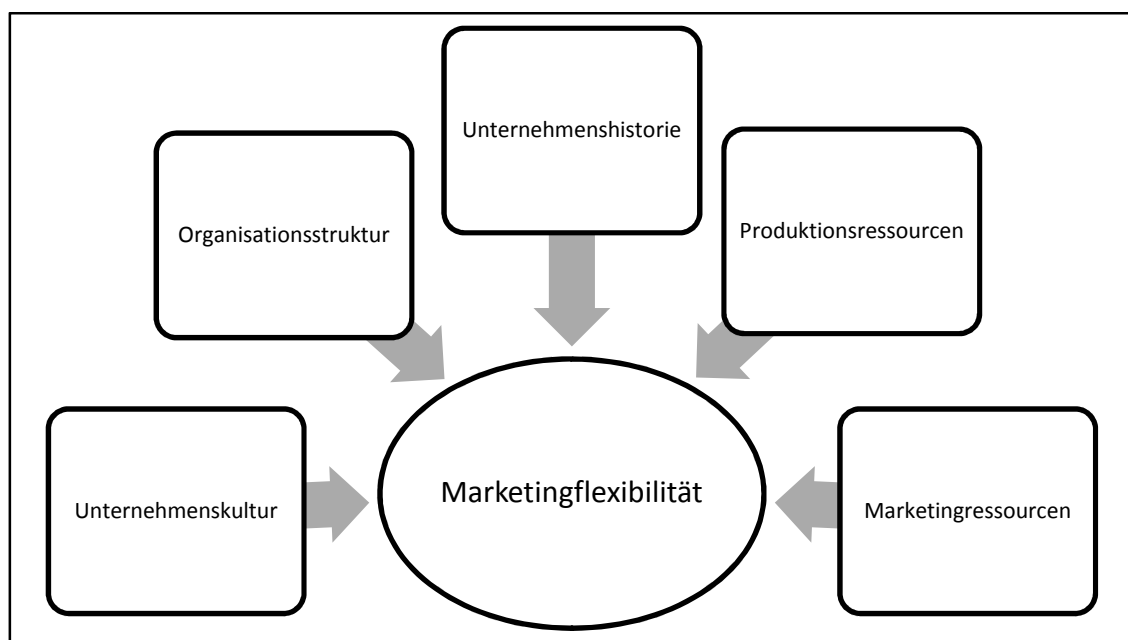 Unternehmenshistorie
Organisationsstruktur
Produktionsressourcen
Unternehmenskultur
Marketingflexibilität
Marketingressourcen